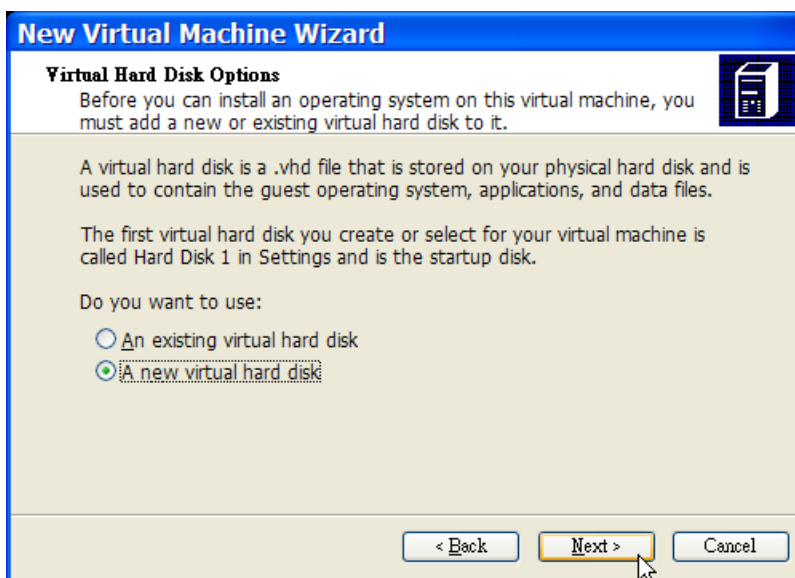 New Virtual Machine Wizard
Virtual Hard Disk Options
Before you can install an operating system on this virtual machine, you
must add a new or existing virtual hard disk to it.
A virtual hard disk is a .vhd file that is stored on your physical hard disk and is
used to contain the guest operating system, applications, and data files.
The first virtual hard disk you create or select for your virtual machine is
called Hard Disk 1 in Settings and is the startup disk.
Do you want to use:
An existing virtual hard disk
A new virtual hard disk
< Back
Next >
Cancel